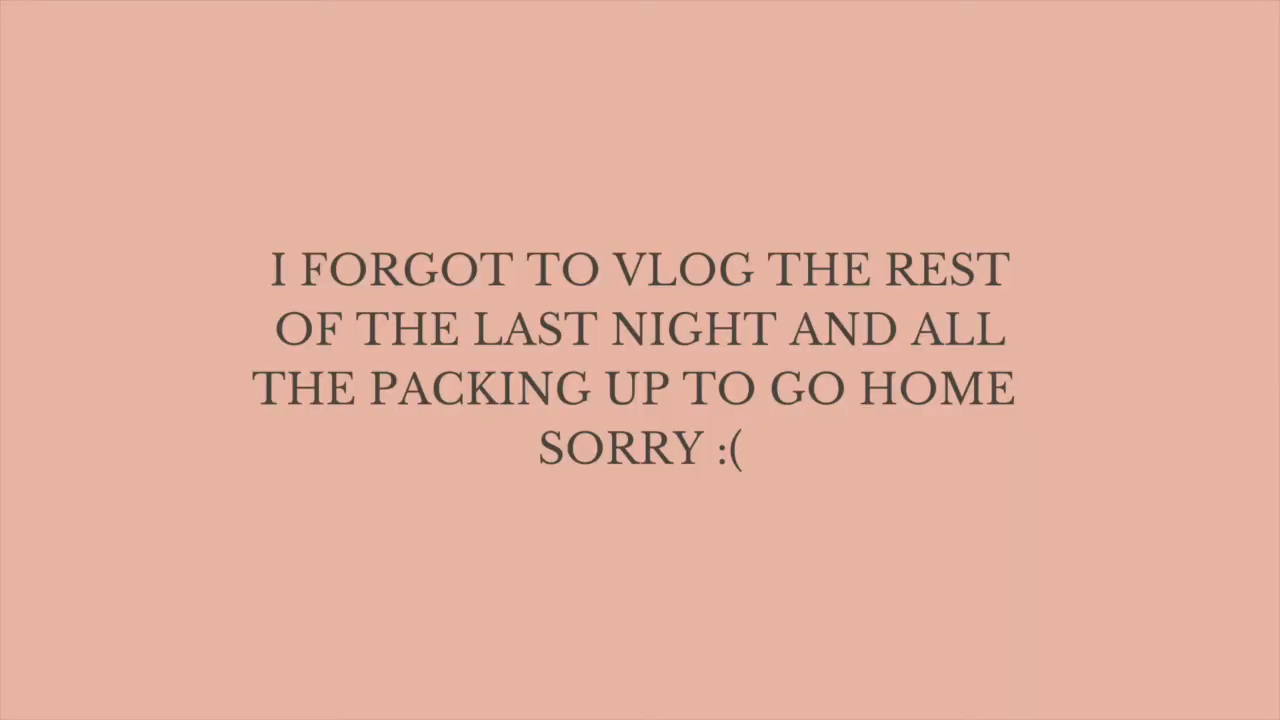 I FORGOT TO VLOG THE REST
OF THE LAST NIGHT AND ALL
THE PACKING UP TO GO HOME
SORRY :(